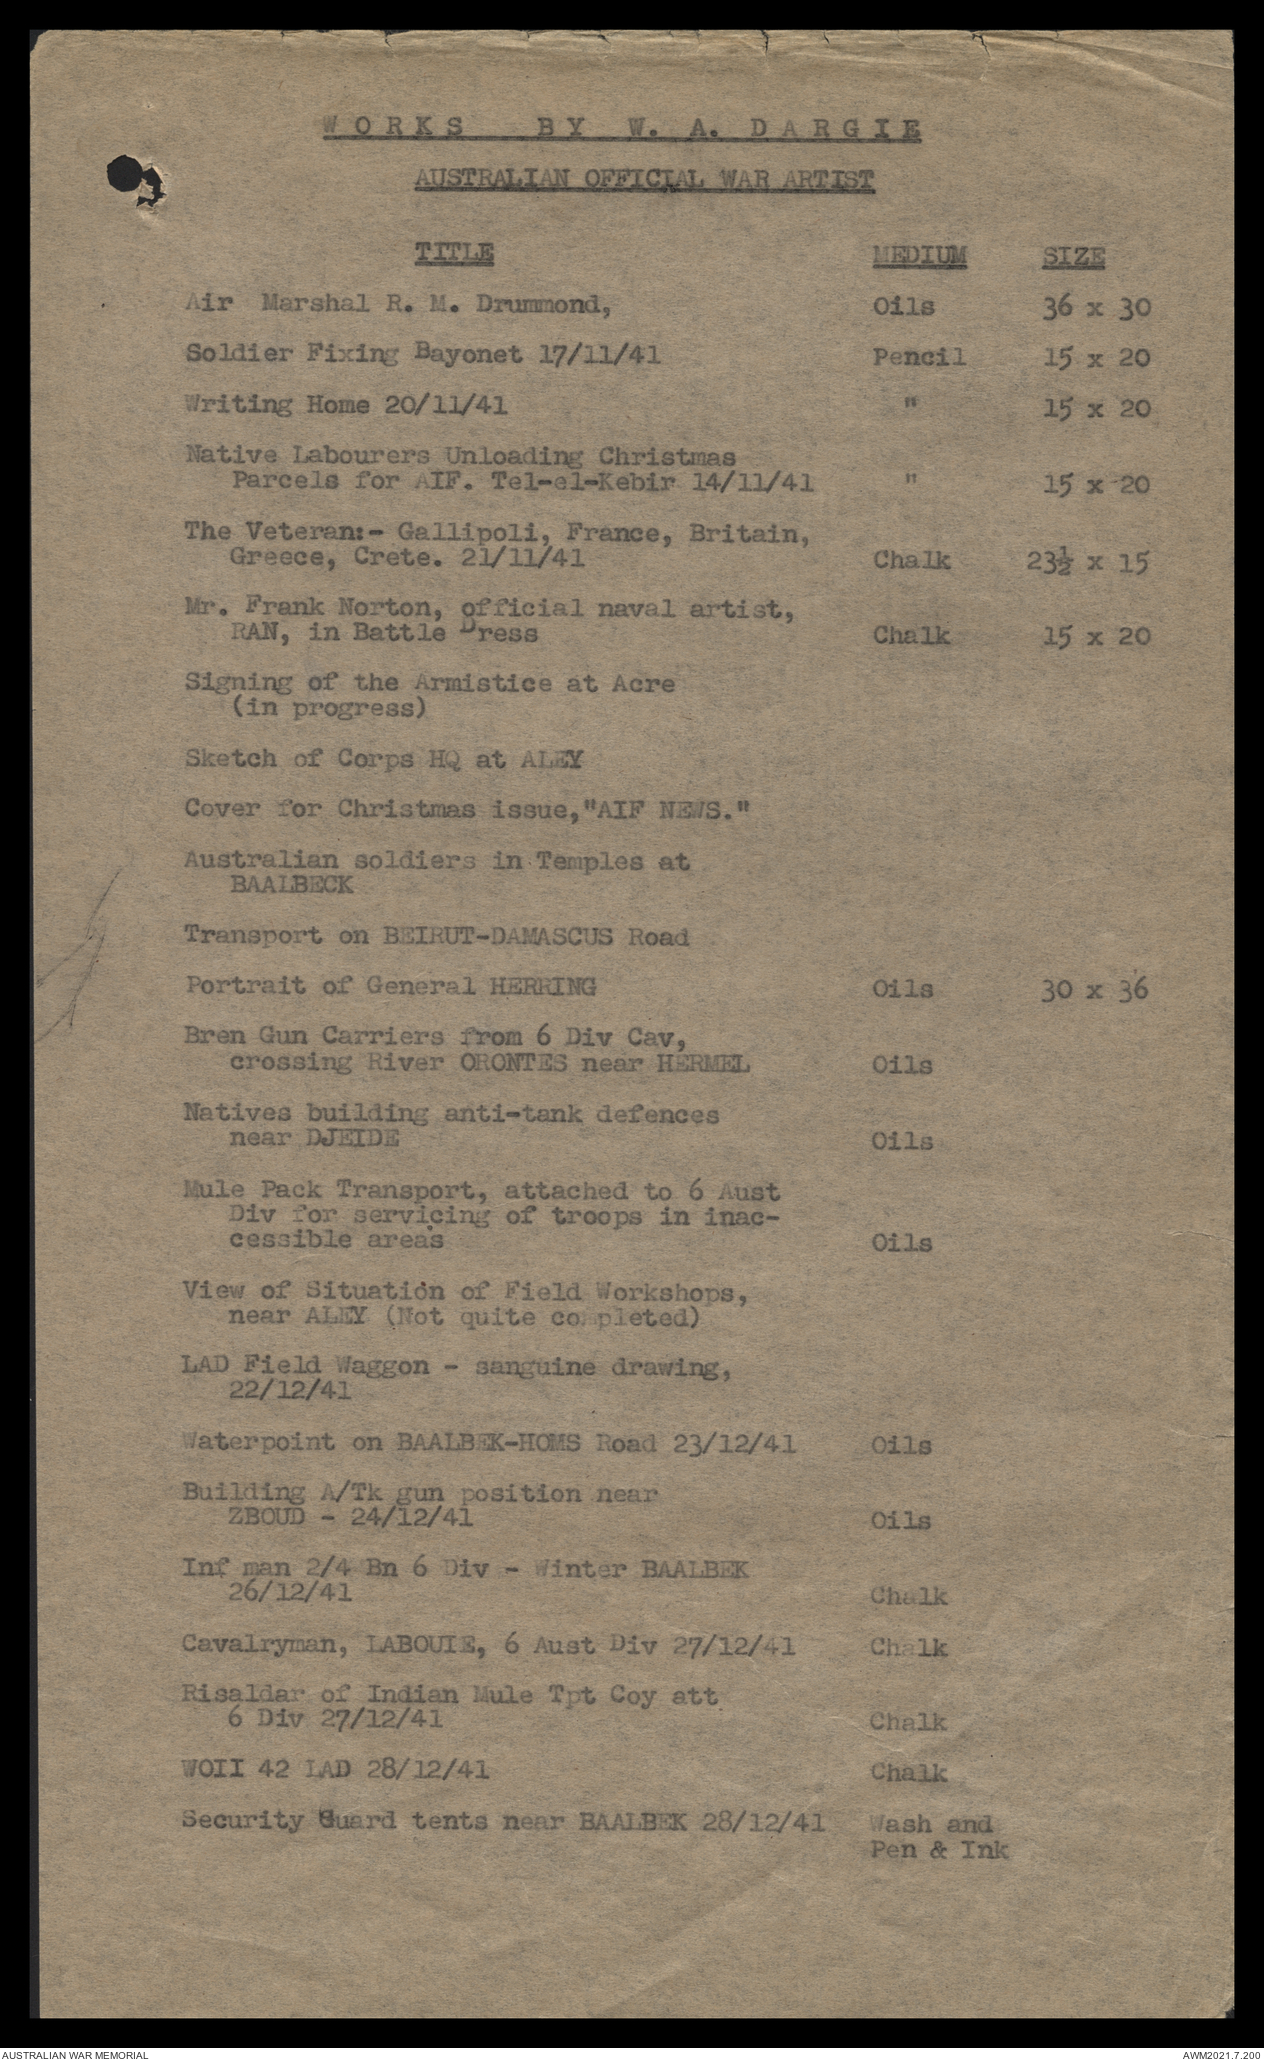 WORKS BY W. A. DARGIE
AUSTRALIAN OFFICIAL WAR ARTIST
TITLE MEDIUM SIZE
Air Marshal R. M. Drummond, Oils 36 x 30
Soldier Fixing Bayonet 17/11/41 Pencil 15 x 20
Writing Home 20/11/41 " 15 x 20
Native Labourers Unloading Christmas
Parcels for AIF. Tel-el-Kebir 14/11/41 " 15 x 20
The Veteran:- Gallipoli, France, Britain,
Greece, Crete. 21/11/41 Chalk 23½ x 15
Mr. Frank Norton, official naval artist,
RAN, in Battle Dress Chalk 15 x 20
Signing of the Armistice at Acre
(in progress)
Sketch of Corps HQ at ALEY
Cover for Christmas issue,"AIF NEWS."
Australian soldiers in Temples at
BAALBECK
Transport on BEIRUT-DAMASCUS Road
Portrait of General HERRING Oils 30 x 36
Bren Gun Carriers from 6 Div Cav,
crossing River ORONTES near HERMEL Oils
Natives building anti-tank defences
near DJEIDE Oils
Mule Pack Transport, attached to 6 Aust
Div for servicing of troops in inac-
cessible areas Oils
View of Situation of Field Workshops,
near ALEY (Not quite completed)
LAD Field Waggon - sanguine drawing,
22/12/41
Waterpoint on BAALBEK-HOMS Road 23/12/41 Oils
Building A/Tk gun position near
ZBOUD - 24/12/41 Oils
Inf man 2/4 Bn 6 Div - Winter BAALBEK
26/12/41 Chalk
Cavalryman, LABOUIE, 6 Aust Div 27/12/41 Chalk
Risaldar of Indian Mule Tpt Coy att
6 Div 27/12/41 Chalk
WOII 42 LAD 28/12/41 Chalk
Security Guard tents near BAALBEK 28/12/41 Wash and
Pen & Ink
AUSTRALIAN WAR MEMORIAL AWM2021.7.200